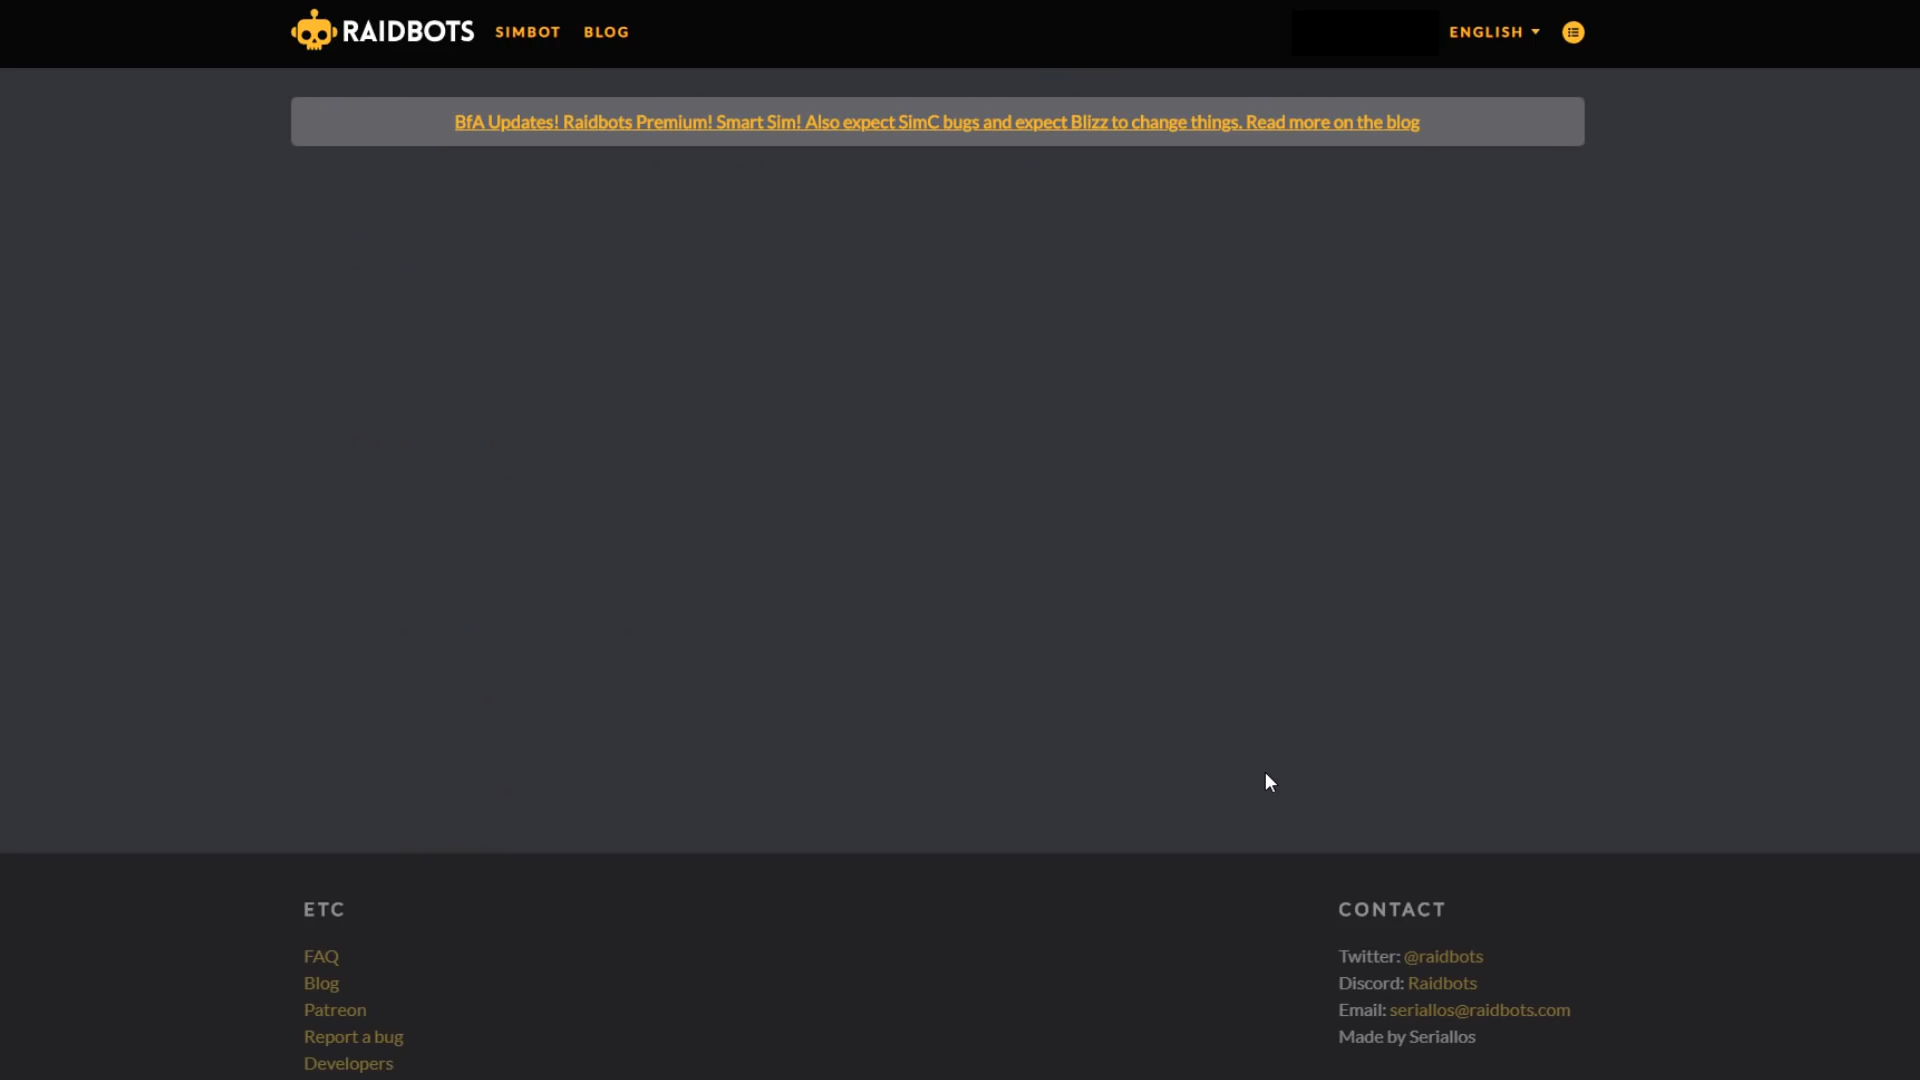 RAIDBOTS SIMBOT BLOG ENGLISH
BfA Updates! Raidbots Premium! Smart Sim! Also expect SimC bugs and expect Blizz to change things. Read more on the blog
ETC
FAQ
Blog
Patreon
Report a bug
Developers
CONTACT
Twitter: @raidbots
Discord: Raidbots
Email: seriallos@raidbots.com
Made by Seriallos